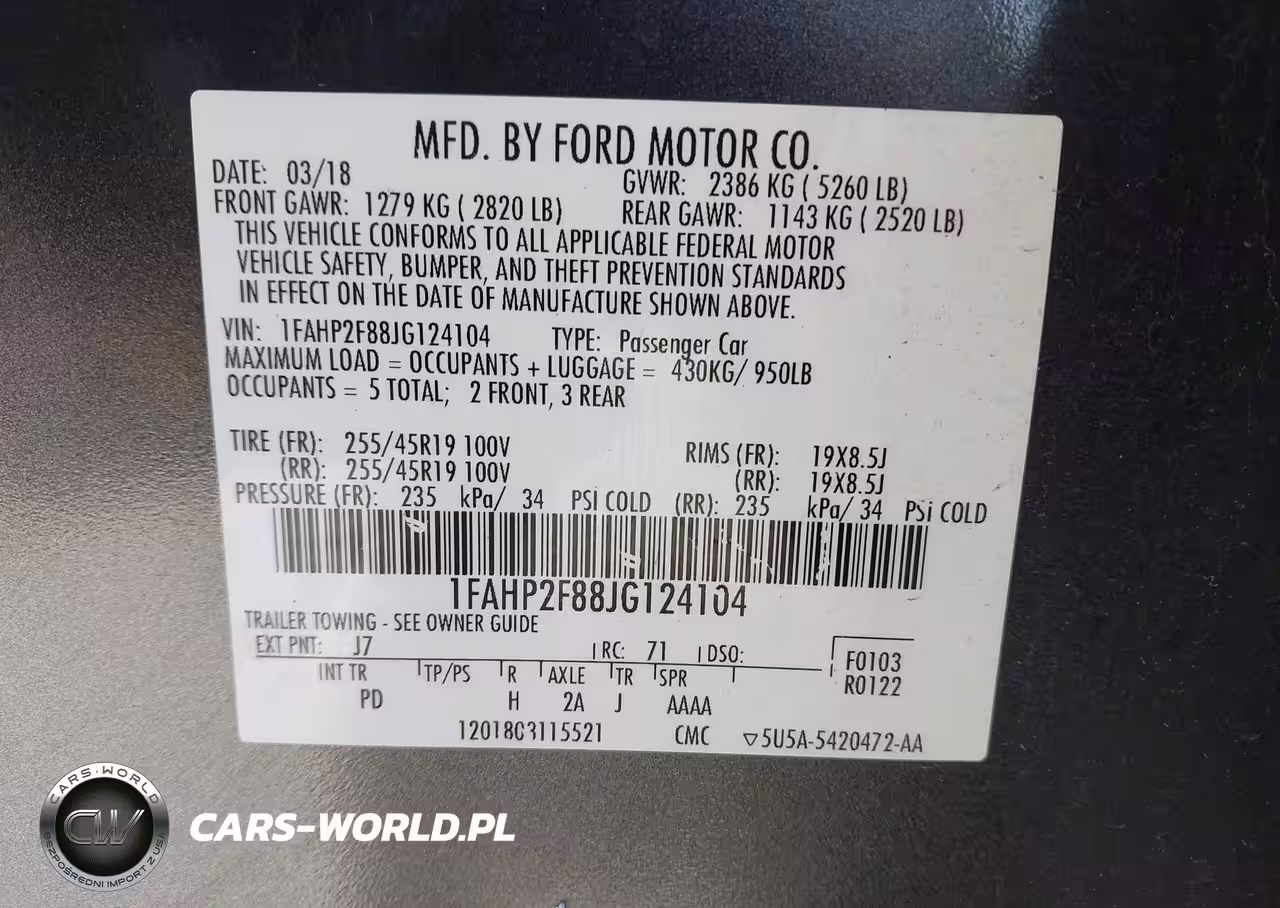 MFD. BY FORD MOTOR CO.
DATE: 03/18 GVWR: 2386 KG ( 5260 LB)
FRONT GAWR: 1279 KG ( 2820 LB) REAR GAWR: 1143 KG ( 2520 LB)
THIS VEHICLE CONFORMS TO ALL APPLICABLE FEDERAL MOTOR
VEHICLE SAFETY, BUMPER, AND THEFT PREVENTION STANDARDS
IN EFFECT ON THE DATE OF MANUFACTURE SHOWN ABOVE.
VIN: 1FAHP2F88JG124104 TYPE: Passenger Car
MAXIMUM LOAD = OCCUPANTS + LUGGAGE = 430KG/ 950LB
OCCUPANTS = 5 TOTAL; 2 FRONT, 3 REAR
TIRE (FR): 255/45R19 100V RIMS (FR): 19X8.5J
(RR): 255/45R19 100V (RR): 19X8.5J
PRESSURE (FR): 235 kPa/ 34 PSI COLD (RR): 235 kPa/ 34 PSi COLD
1FAHP2F88JG124104
TRAILER TOWING - SEE OWNER GUIDE
EXT PNT: J7 RC: 71 DSO: F0103
INT TR TP/PS R AXLE TR SPR R0122
PD H 2A J AAAA
1201803115521 CMC ▽5U5A-5420472-AA
CARS-WORLD
CW
BEZPOŚREDNI IMPORT Z USA
CARS-WORLD.PL